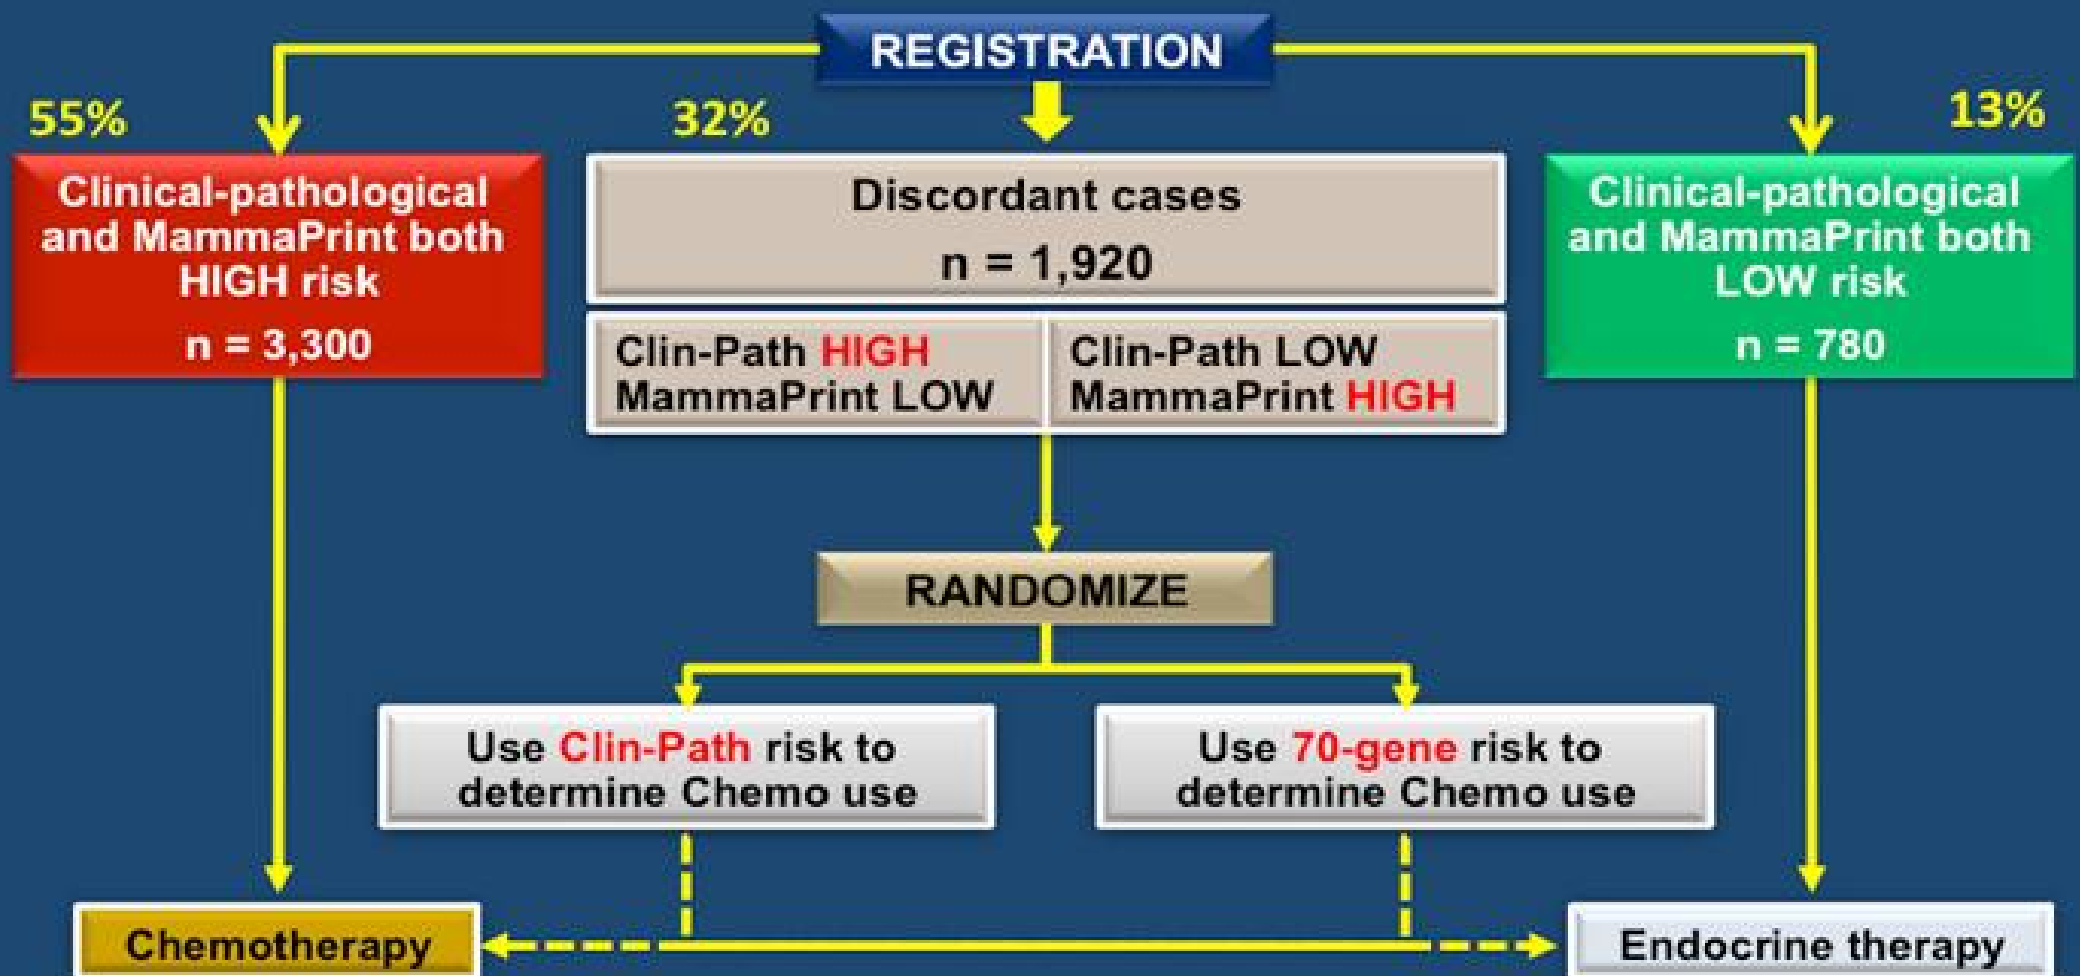 REGISTRATION
55%
32%
13%
Clinical-pathological
and MammaPrint both
HIGH risk
n = 3,300
Discordant cases
n = 1,920
Clin-Path HIGH
MammaPrint LOW
Clin-Path LOW
MammaPrint HIGH
Clinical-pathological
and MammaPrint both
LOW risk
n = 780
RANDOMIZE
Use Clin-Path risk to
determine Chemo use
Use 70-gene risk to
determine Chemo use
Chemotherapy
Endocrine therapy